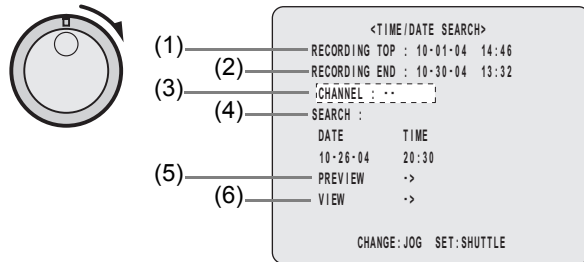 <TIME/DATE SEARCH>
(1) RECORDING TOP : 10-01-04 14:46
(2) RECORDING END : 10-30-04 13:32
(3) CHANNEL : --
(4) SEARCH :
DATE TIME
10-26-04 20:30
(5) PREVIEW ->
(6) VIEW ->
CHANGE:JOG SET:SHUTTLE